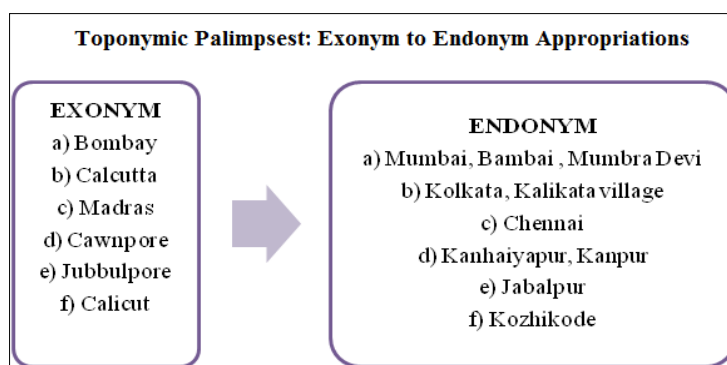 Toponymic Palimpsest: Exonym to Endonym Appropriations
EXONYM
a) Bombay
b) Calcutta
c) Madras
d) Cawnpore
e) Jubbulpore
f) Calicut
ENDONYM
a) Mumbai, Bambai , Mumbra Devi
b) Kolkata, Kalikata village
c) Chennai
d) Kanhaiyapur, Kanpur
e) Jabalpur
f) Kozhikode